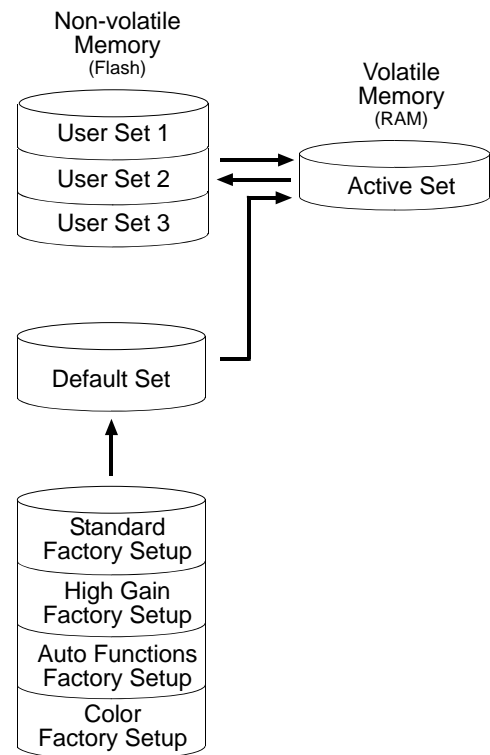 Non-volatile
Memory
(Flash)
User Set 1
User Set 2
User Set 3
Volatile
Memory
(RAM)
Active Set
Default Set
Standard
Factory Setup
High Gain
Factory Setup
Auto Functions
Factory Setup
Color
Factory Setup